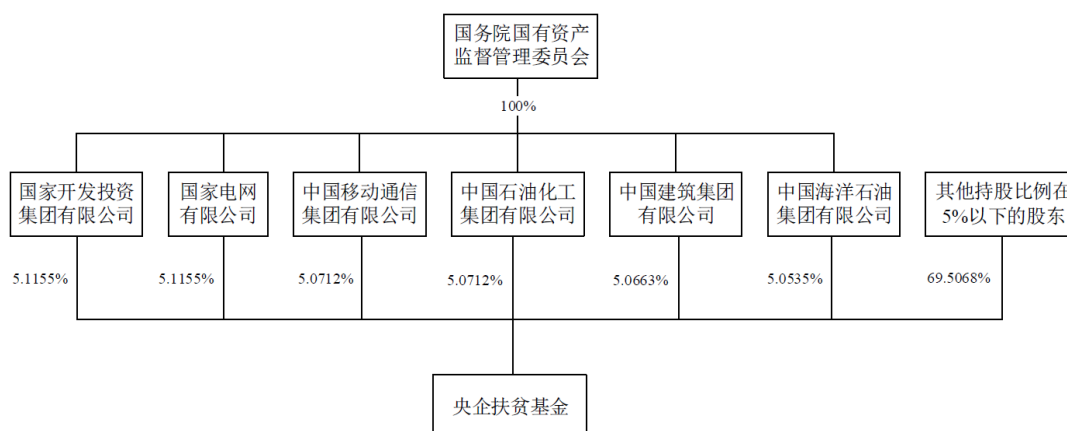 国务院国有资产
监督管理委员会
100%
国家开发投资
集团有限公司
国家电网
有限公司
中国移动通信
集团有限公司
中国石油化工
集团有限公司
中国建筑集团
有限公司
中国海洋石油
集团有限公司
其他持股比例在
5%以下的股东
5.1155%
5.1155%
5.0712%
5.0712%
5.0663%
5.0535%
69.5068%
央企扶贫基金